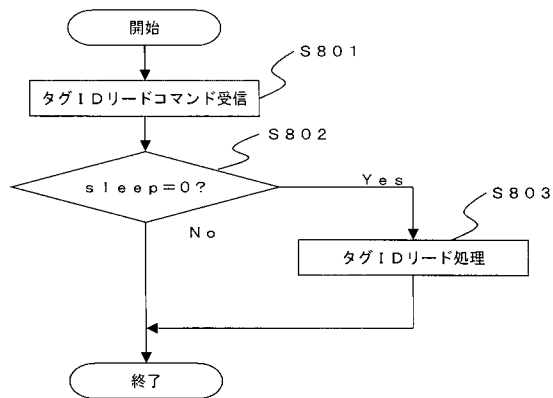 開始
S801
タグIDリードコマンド受信
S802
sleep=0?
Yes
S803
No
タグIDリード処理
終了